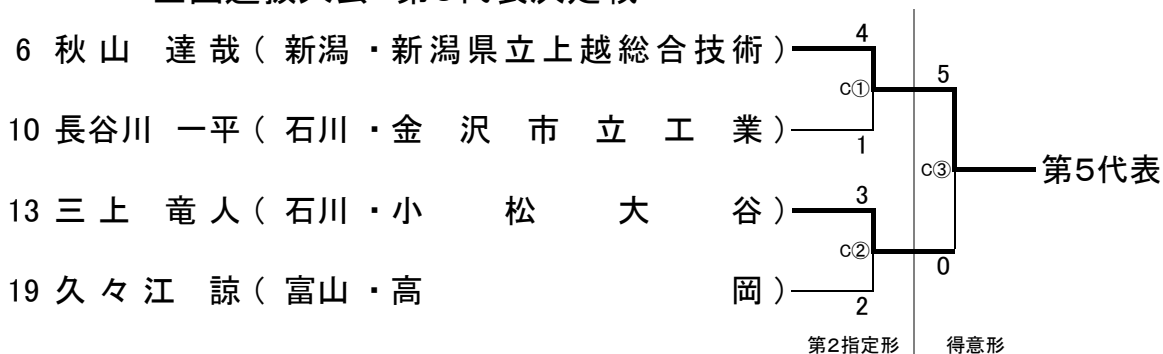 6 秋山 達哉(新潟・新潟県立上越総合技術)
4
C①
5
10 長谷川 一平(石川・金沢市立工業)
1
C③
第5代表
13 三上 竜人(石川・小松大谷)
3
C②
0
19 久々江 諒(富山・高岡)
2
第2指定形 得意形